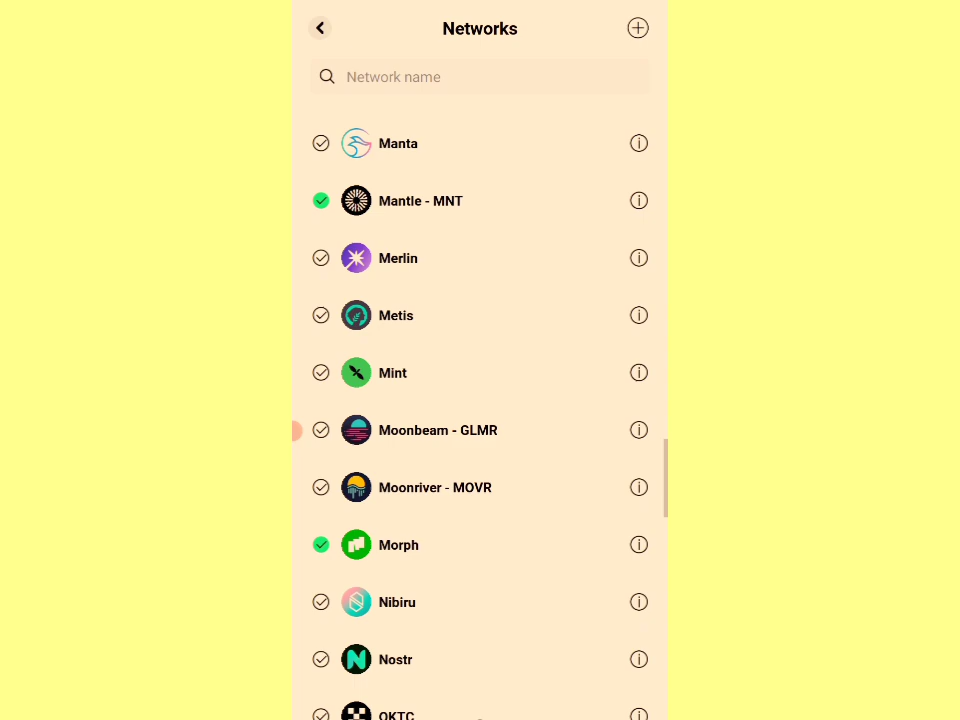 Networks
Network name
Manta
Mantle - MNT
Merlin
Metis
Mint
Moonbeam - GLMR
Moonriver - MOVR
Morph
Nibiru
Nostr
OKTC